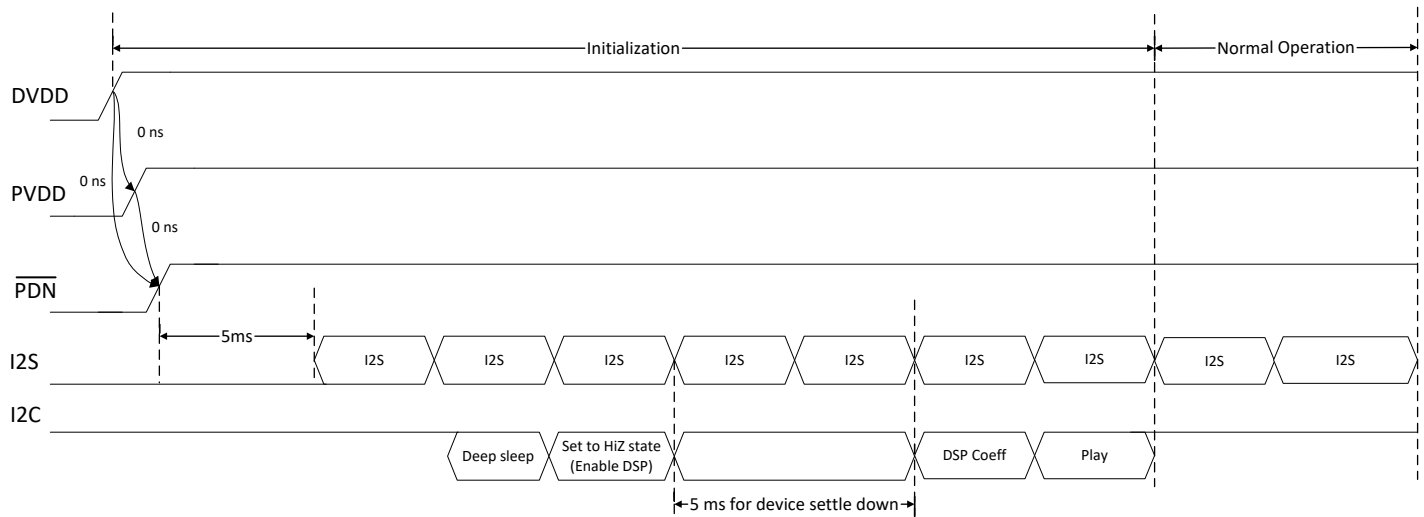 Initialization
Normal Operation
DVDD
0 ns
PVDD
0 ns
0 ns
PDN
5ms
I2S
I2S
I2S
I2S
I2S
I2S
I2S
I2S
I2S
I2S
I2C
Deep sleep
Set to HiZ state
(Enable DSP)
DSP Coeff
Play
5 ms for device settle down